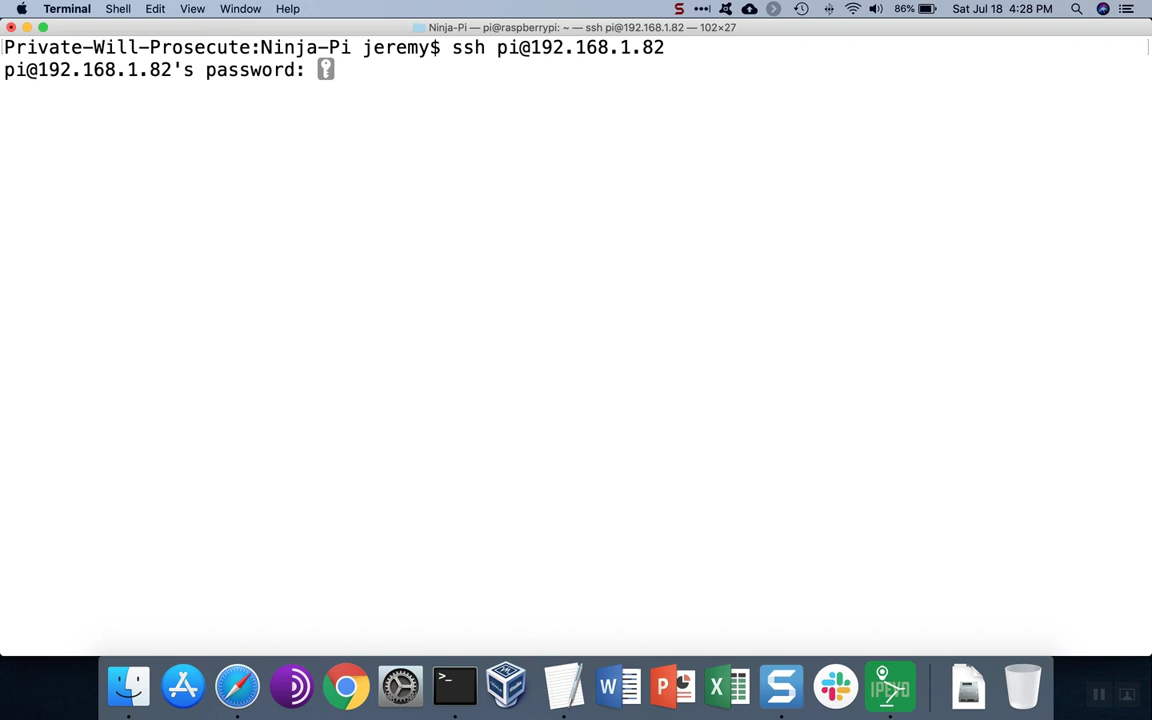 Terminal Shell Edit View Window Help 86% Sat Jul 18 4:28 PM
Ninja-Pi — pi@raspberrypi: ~ — ssh pi@192.168.1.82 — 102×27
Private-Will-Prosecute:Ninja-Pi jeremy$ ssh pi@192.168.1.82
pi@192.168.1.82's password:
>_ W P X S IPEVO